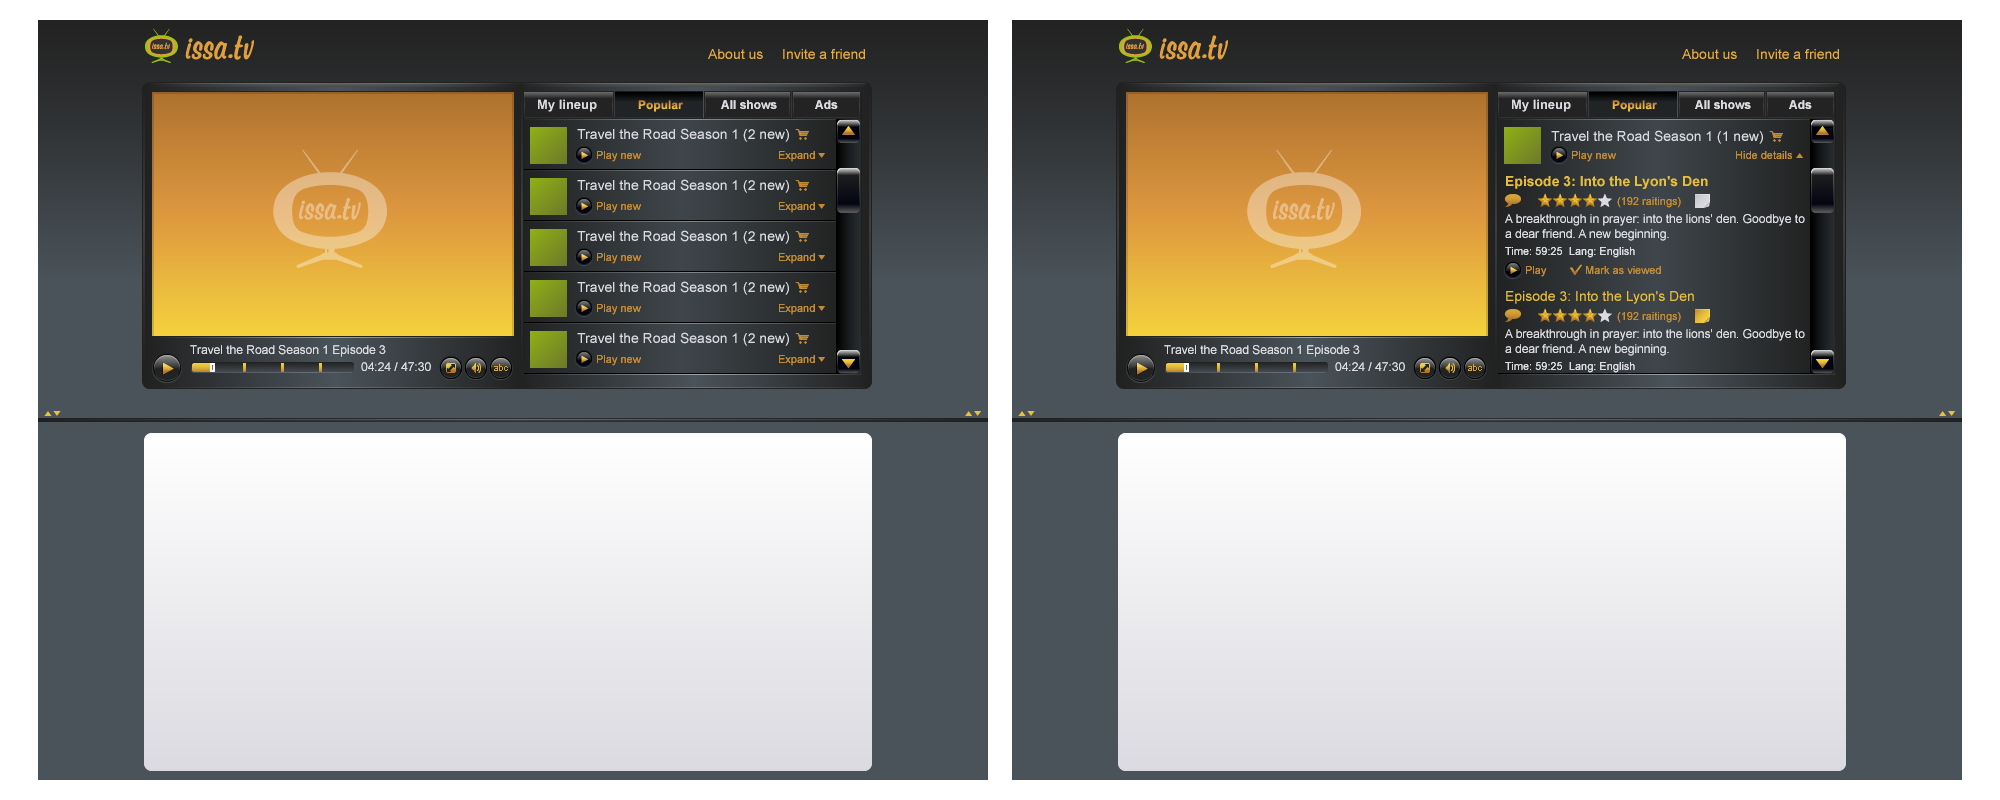 issa.tv issa.tv
About us Invite a friend
My lineup Popular All shows Ads
issa.tv
Travel the Road Season 1 (2 new)
Play new Expand
Travel the Road Season 1 (2 new)
Play new Expand
Travel the Road Season 1 (2 new)
Play new Expand
Travel the Road Season 1 (2 new)
Play new Expand
Travel the Road Season 1 (2 new)
Play new Expand
Travel the Road Season 1 Episode 3
04:24 / 47:30 abc
issa.tv issa.tv
About us Invite a friend
My lineup Popular All shows Ads
issa.tv
Travel the Road Season 1 (1 new)
Play new Hide details
Episode 3: Into the Lyon's Den
(192 raitings)
A breakthrough in prayer: into the lions' den. Goodbye to
a dear friend. A new beginning.
Time: 59:25 Lang: English
Play Mark as viewed
Episode 3: Into the Lyon's Den
(192 raitings)
A breakthrough in prayer: into the lions' den. Goodbye to
a dear friend. A new beginning.
Time: 59:25 Lang: English
Travel the Road Season 1 Episode 3
04:24 / 47:30 abc